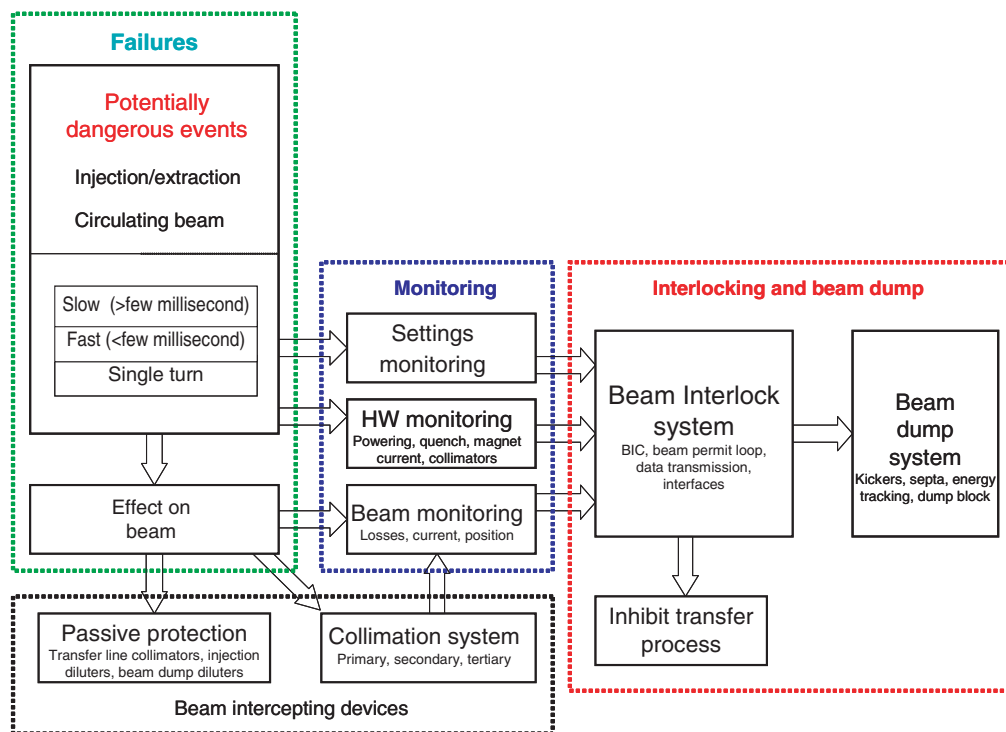 Failures
Potentially
dangerous events
Injection/extraction
Circulating beam
Slow (>few millisecond)
Fast (<few millisecond)
Single turn
Effect on
beam
Monitoring
Settings
monitoring
HW monitoring
Powering, quench, magnet
current, collimators
Beam monitoring
Losses, current, position
Interlocking and beam dump
Beam Interlock
system
BIC, beam permit loop,
data transmission,
interfaces
Beam
dump
system
Kickers, septa, energy
tracking, dump block
Inhibit transfer
process
Passive protection
Transfer line collimators, injection
diluters, beam dump diluters
Collimation system
Primary, secondary, tertiary
Beam intercepting devices